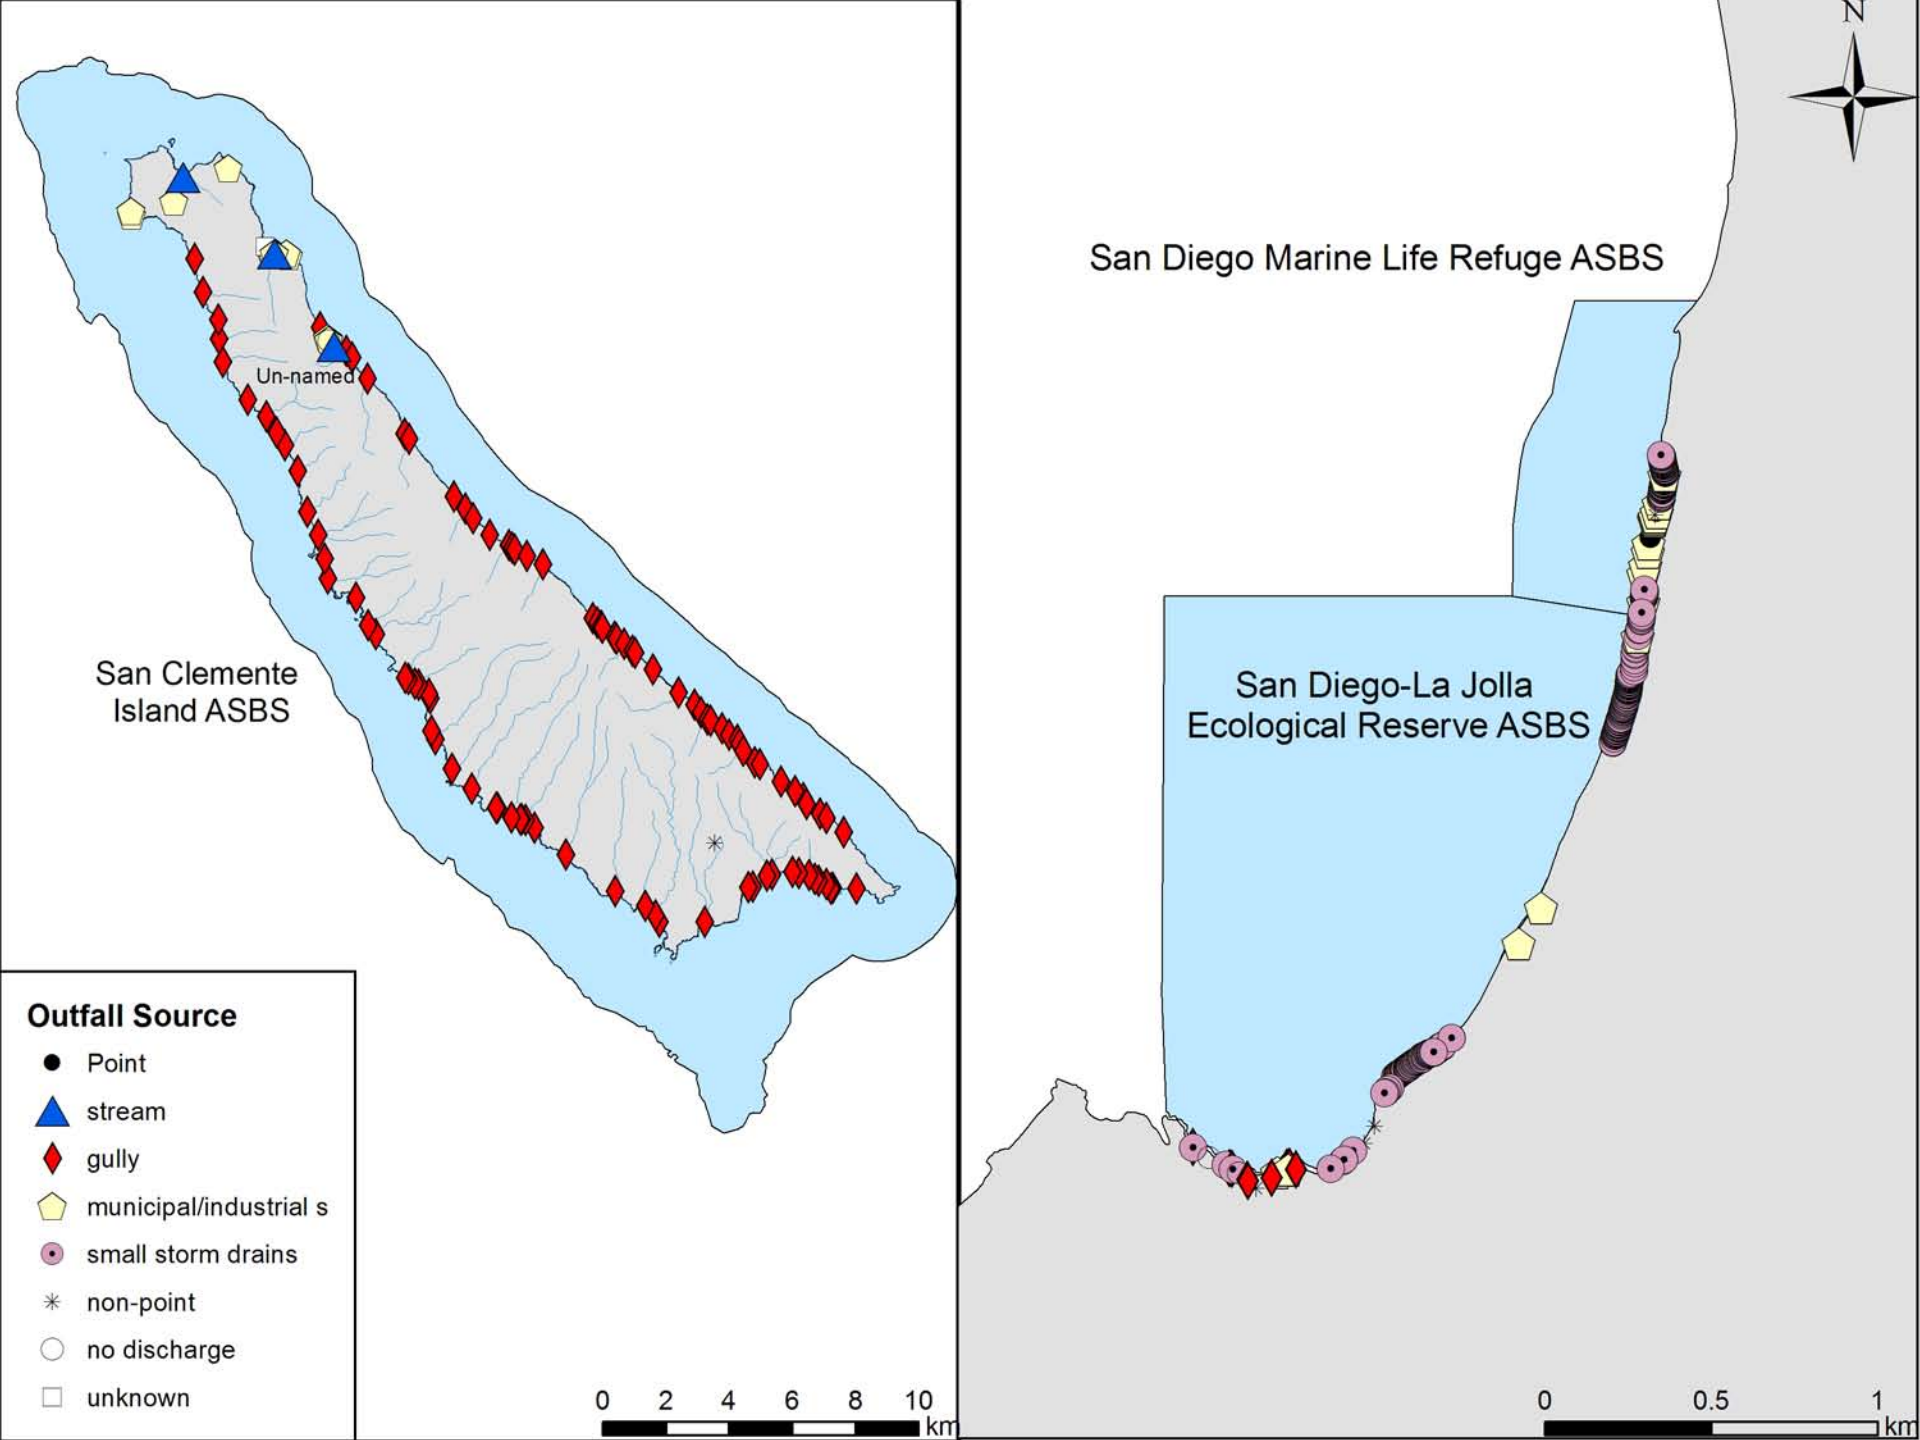 N
San Diego Marine Life Refuge ASBS
Un-named
San Clemente
Island ASBS
San Diego-La Jolla
Ecological Reserve ASBS
Outfall Source
Point
stream
gully
municipal/industrial s
small storm drains
non-point
no discharge
unknown
0 2 4 6 8 10
km
0 0.5 1
km